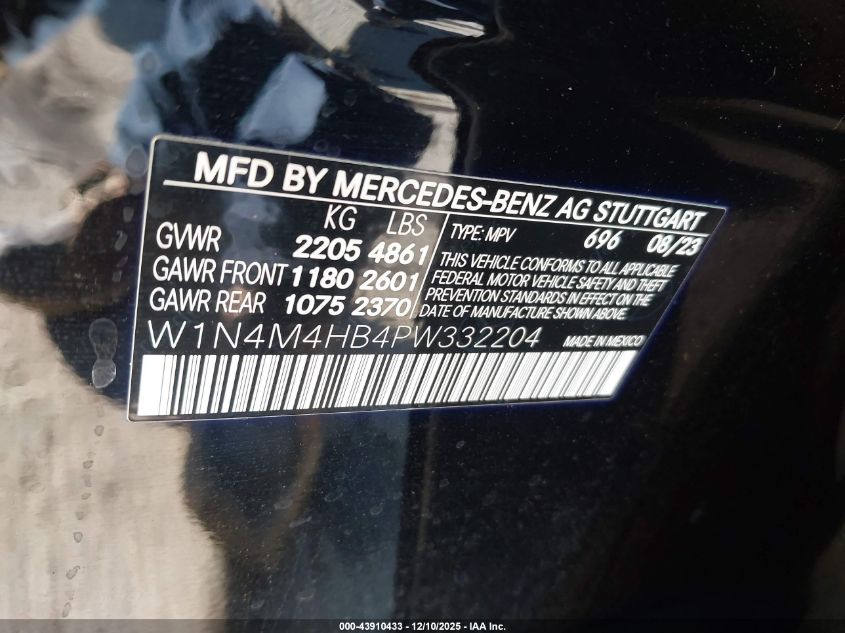 MFD BY MERCEDES-BENZ AG STUTTGART
KG LBS
GVWR 2205 4861
GAWR FRONT 1180 2601
GAWR REAR 1075 2370
TYPE: MPV 696 08/23
THIS VEHICLE CONFORMS TO ALL APPLICABLE
FEDERAL MOTOR VEHICLE SAFETY AND THEFT
PREVENTION STANDARDS IN EFFECT ON THE
DATE OF MANUFACTURE SHOWN ABOVE.
W1N4M4HB4PW332204 MADE IN MEXICO
000-43910433 - 12/10/2025 - IAA Inc.